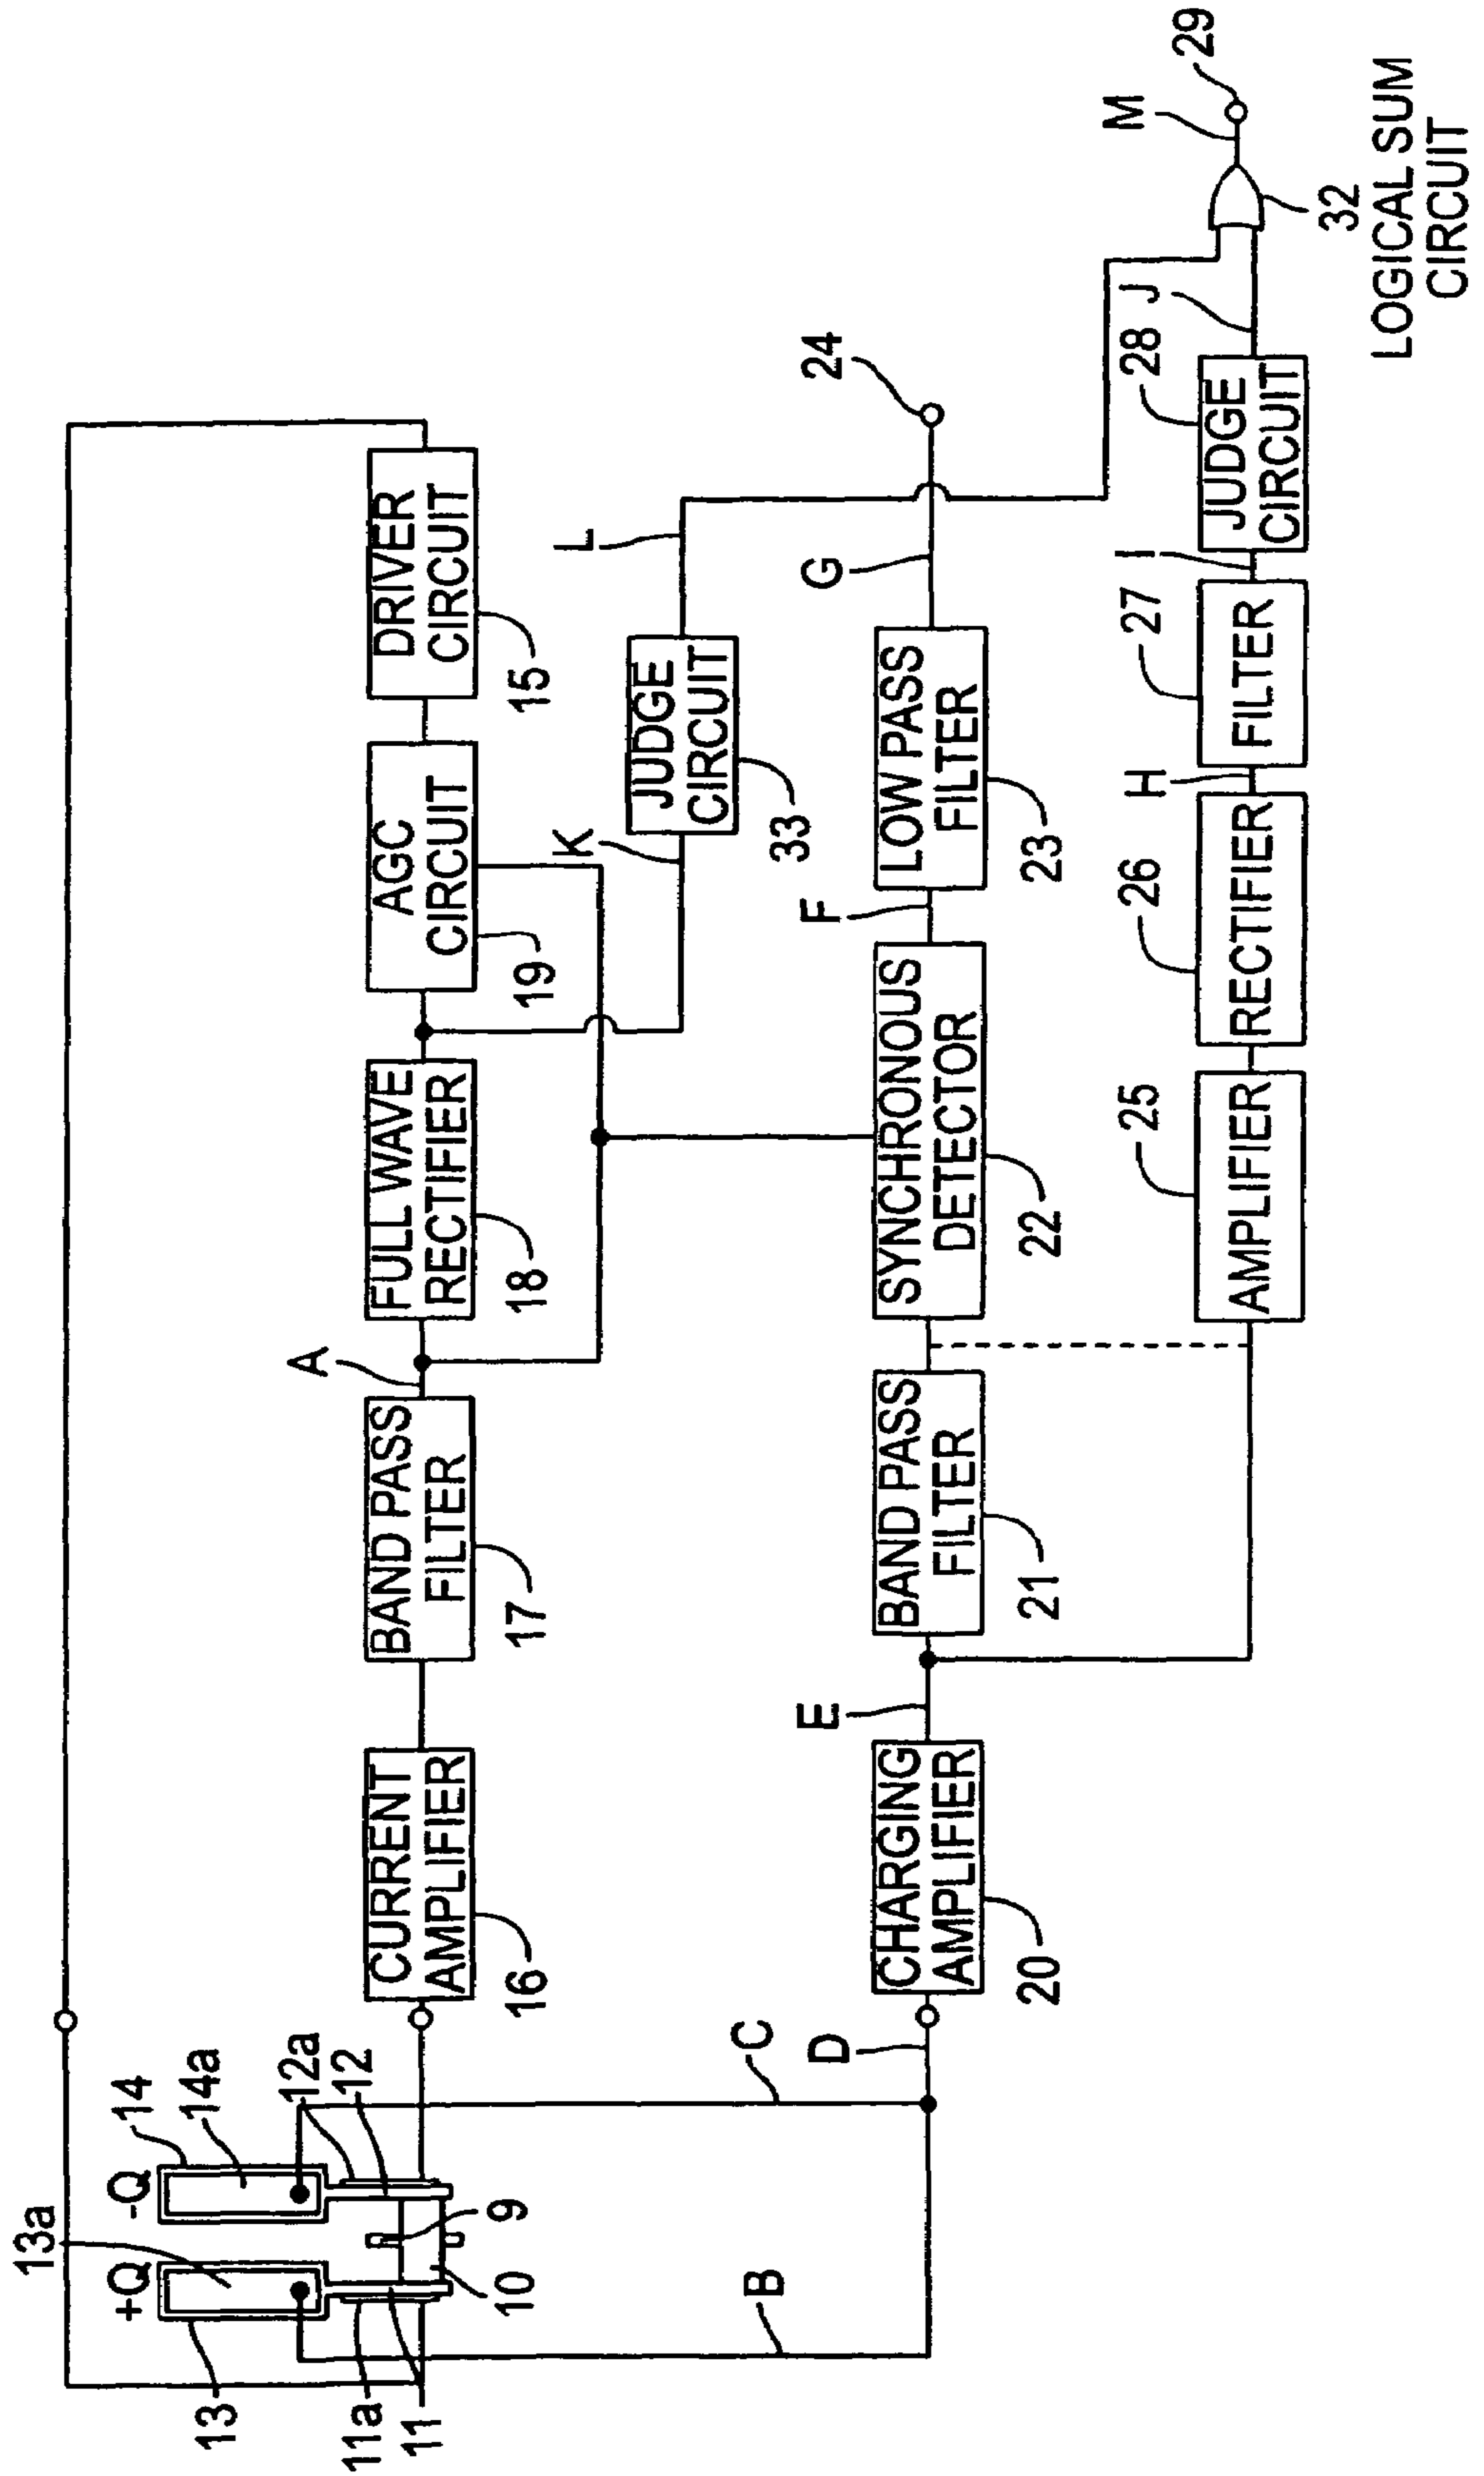 13a
+Q
-Q
14
14a
12a
12
13
11a
11
10
9
CURRENT
AMPLIFIER
16
BAND PASS
FILTER
17
A
FULL WAVE
RECTIFIER
18
AGC
CIRCUIT
19
DRIVER
CIRCUIT
15
K
JUDGE
CIRCUIT
33
L
B
C
D
CHARGING
AMPLIFIER
20
E
BAND PASS
FILTER
21
SYNCHRONOUS
DETECTOR
22
F
LOW PASS
FILTER
23
G
24
AMPLIFIER
25
RECTIFIER
26
H
FILTER
27
I
JUDGE
CIRCUIT
28
J
M
29
32
LOGICAL SUM
CIRCUIT